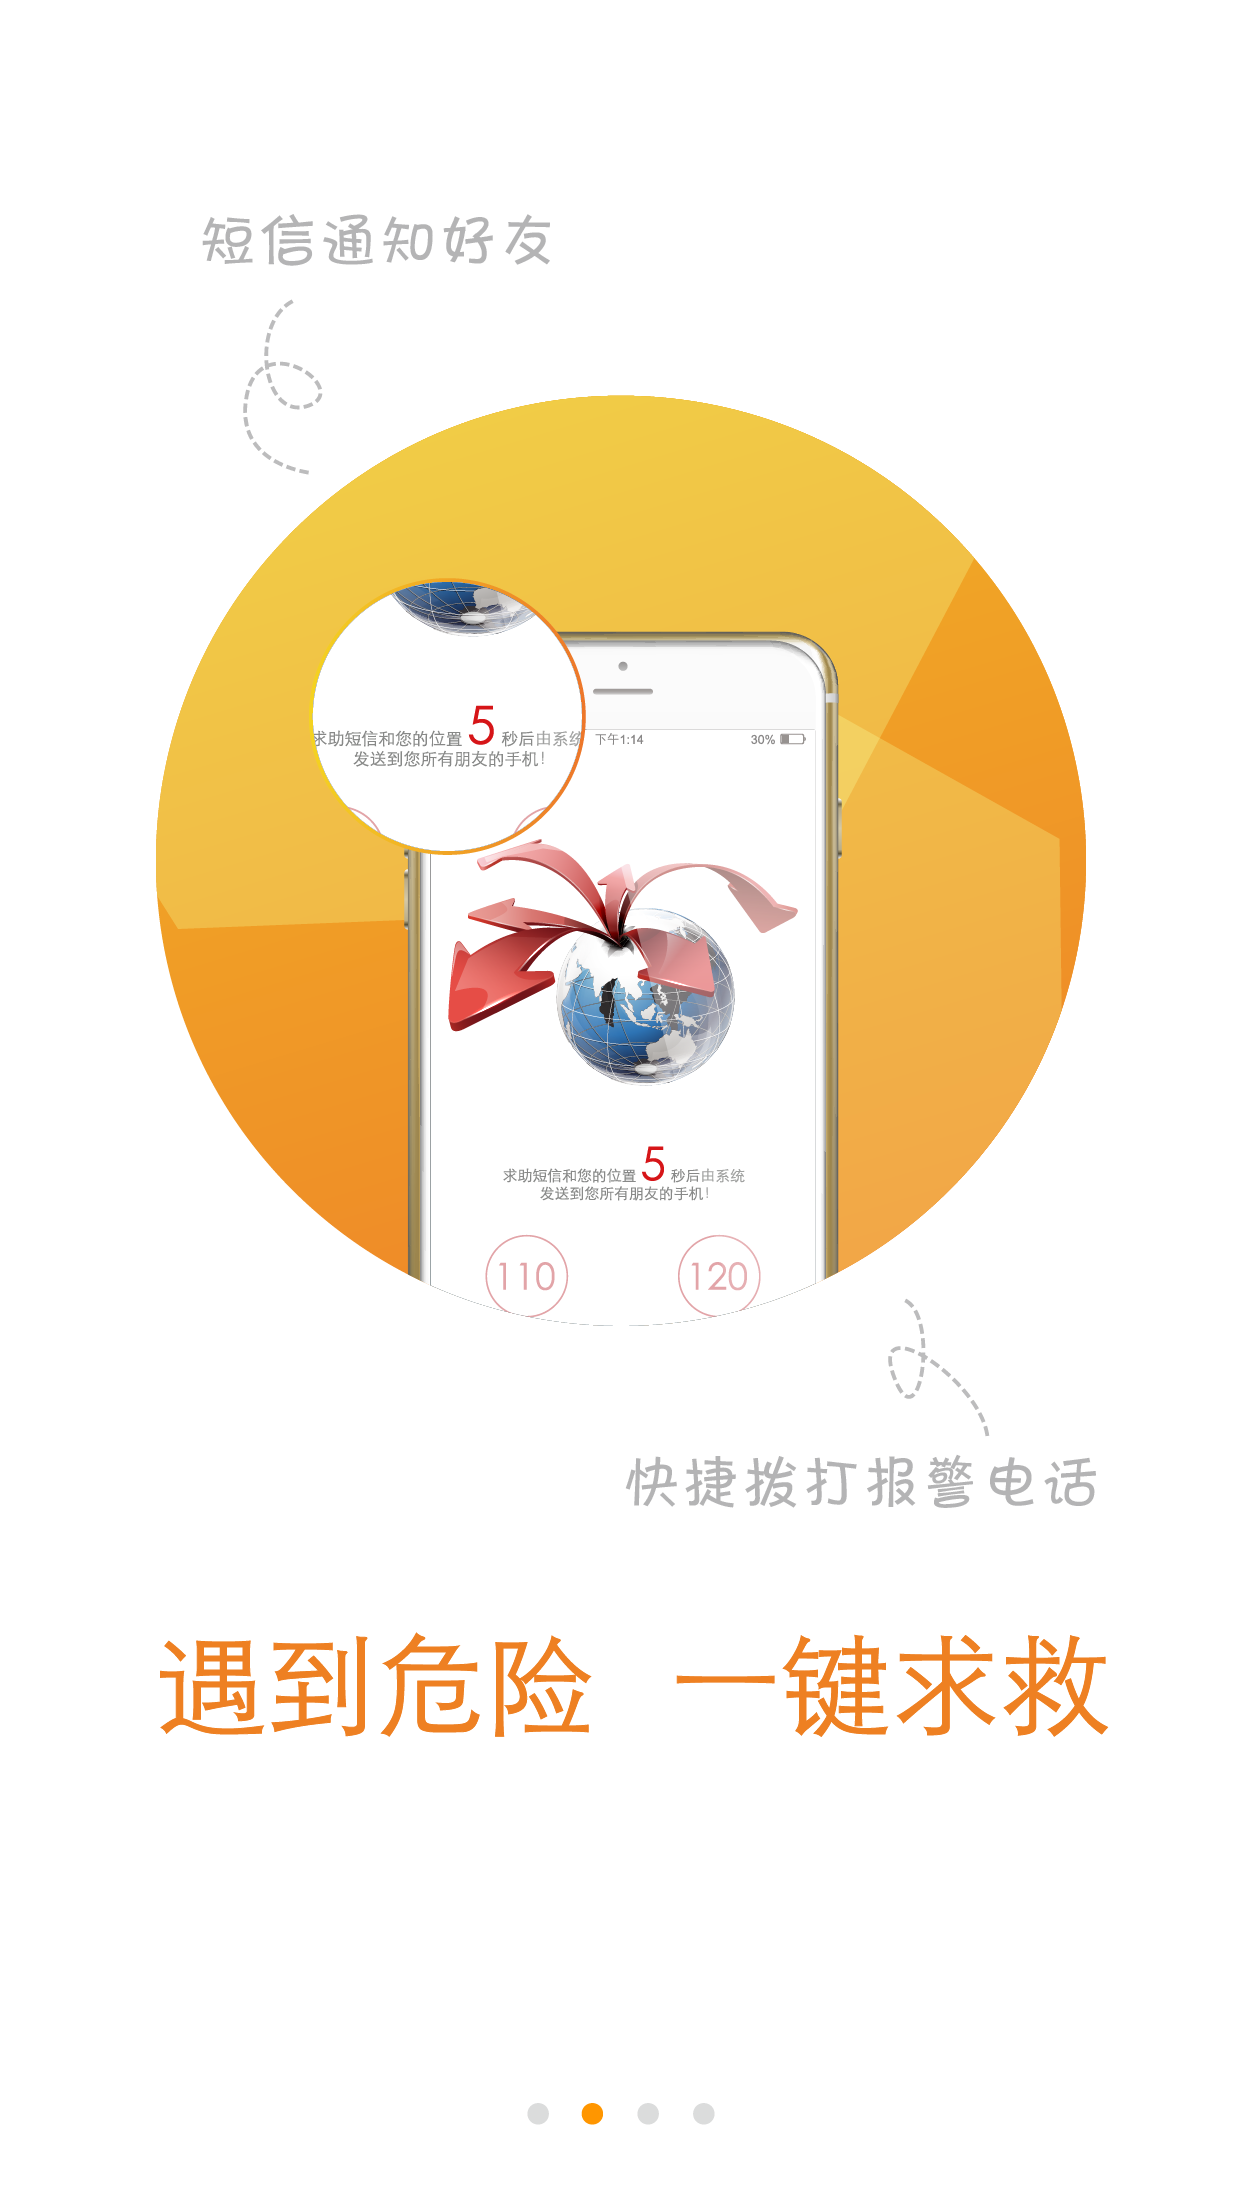 短信通知好友
求助短信和您的位置 5 秒后由系统
发送到您所有朋友的手机!
下午1:14 30%
求助短信和您的位置 5 秒后由系统
发送到您所有朋友的手机!
110 120
快捷拨打报警电话
遇到危险 一键求救